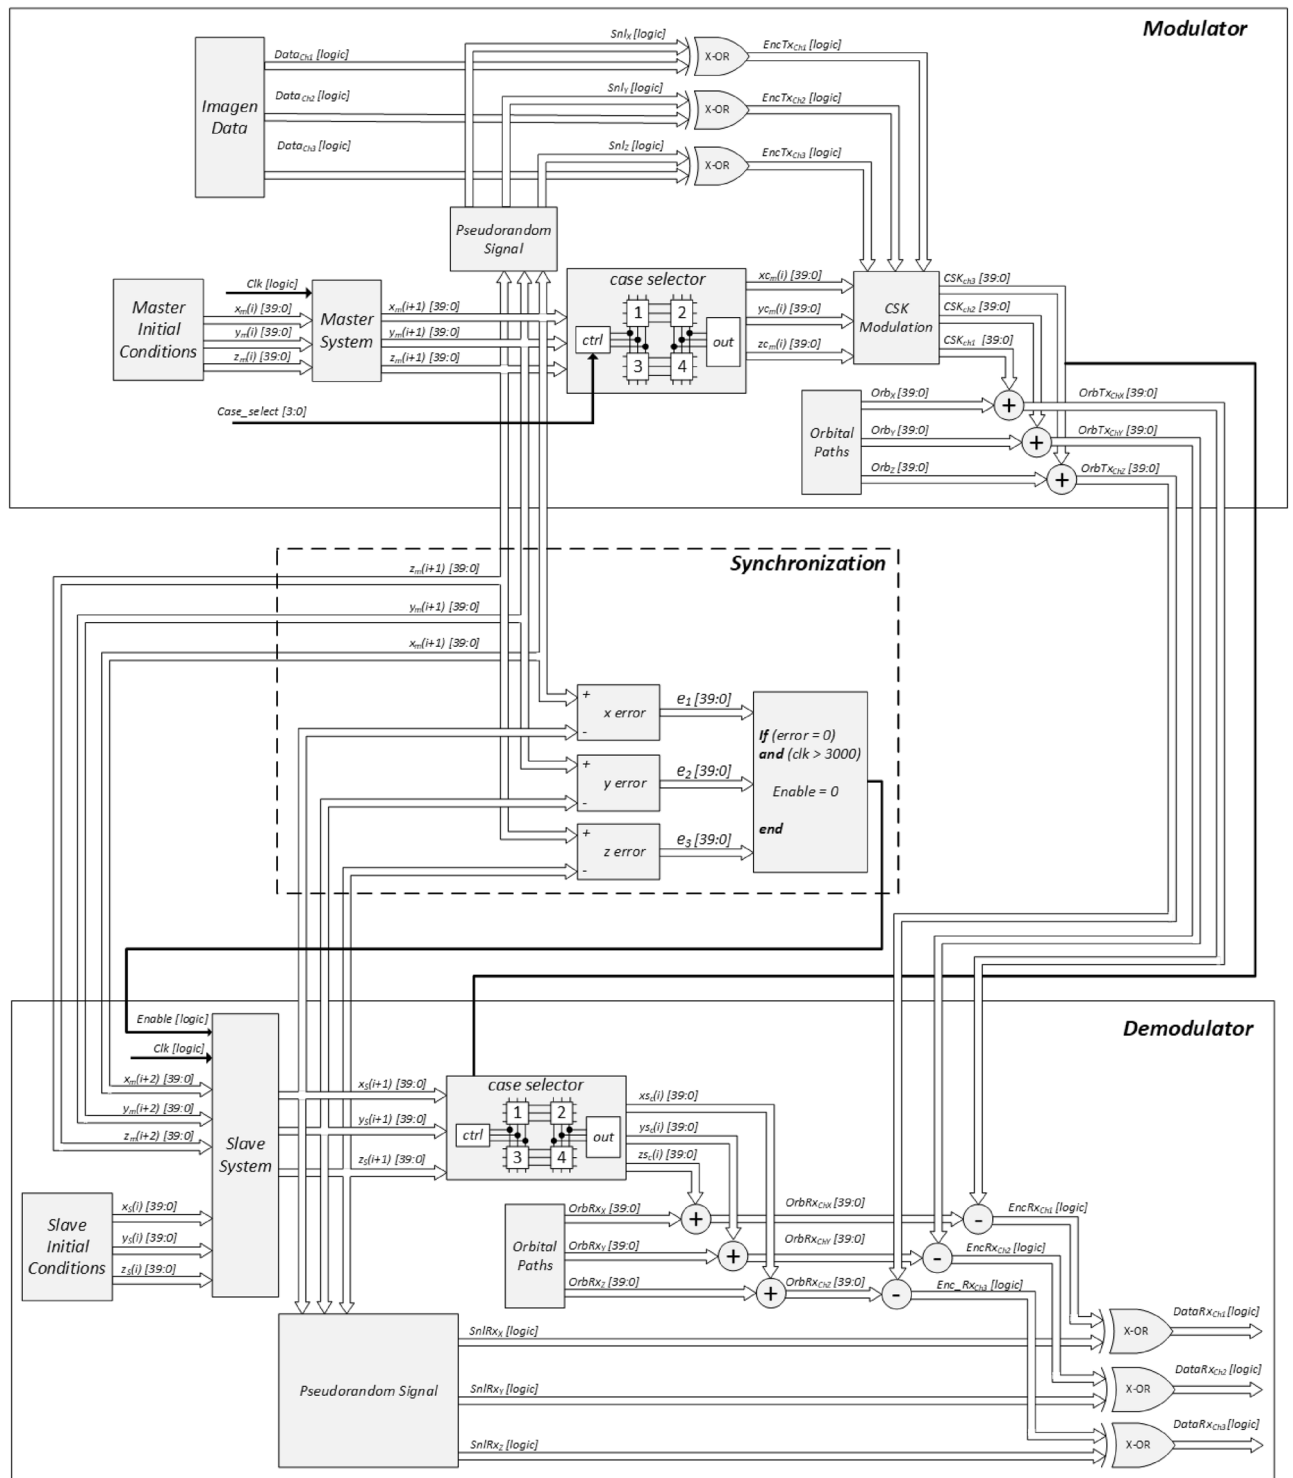 Modulator
Imagen
Data
Data_Ch1 [logic]
Data_Ch2 [logic]
Data_Ch3 [logic]
Snl_X [logic]
Snl_Y [logic]
Snl_Z [logic]
X-OR
X-OR
X-OR
EncTx_Ch1 [logic]
EncTx_Ch2 [logic]
EncTx_Ch3 [logic]
Pseudorandom
Signal
Master
Initial
Conditions
Clk [logic]
x_m(i) [39:0]
y_m(i) [39:0]
z_m(i) [39:0]
Master
System
x_m(i+1) [39:0]
y_m(i+1) [39:0]
z_m(i+1) [39:0]
Case_select [3:0]
case selector
ctrl
1
2
3
4
out
xc_m(i) [39:0]
yc_m(i) [39:0]
zc_m(i) [39:0]
CSK
Modulation
CSK_ch3 [39:0]
CSK_ch2 [39:0]
CSK_ch1 [39:0]
Orbital
Paths
Orb_X [39:0]
Orb_Y [39:0]
Orb_Z [39:0]
+
+
+
OrbTx_ChX [39:0]
OrbTx_ChY [39:0]
OrbTx_ChZ [39:0]
Synchronization
z_m(i+1) [39:0]
y_m(i+1) [39:0]
x_m(i+1) [39:0]
+
x error
-
+
y error
-
+
z error
-
e_1 [39:0]
e_2 [39:0]
e_3 [39:0]
If (error = 0)
and (clk > 3000)
Enable = 0
end
Demodulator
Enable [logic]
Clk [logic]
x_m(i+2) [39:0]
y_m(i+2) [39:0]
z_m(i+2) [39:0]
Slave
System
Slave
Initial
Conditions
x_S(i) [39:0]
y_S(i) [39:0]
z_S(i) [39:0]
x_S(i+1) [39:0]
y_S(i+1) [39:0]
z_S(i+1) [39:0]
case selector
ctrl
1
2
3
4
out
xs_c(i) [39:0]
ys_c(i) [39:0]
zs_c(i) [39:0]
Orbital
Paths
OrbRx_X [39:0]
OrbRx_Y [39:0]
OrbRx_Z [39:0]
+
+
+
OrbRx_ChX [39:0]
OrbRx_ChY [39:0]
OrbRx_ChZ [39:0]
-
-
-
EncRx_Ch1 [logic]
EncRx_Ch2 [logic]
Enc_Rx_Ch3 [logic]
Pseudorandom Signal
SnlRx_X [logic]
SnlRx_Y [logic]
SnlRx_Z [logic]
X-OR
X-OR
X-OR
DataRx_Ch1 [logic]
DataRx_Ch2 [logic]
DataRx_Ch3 [logic]